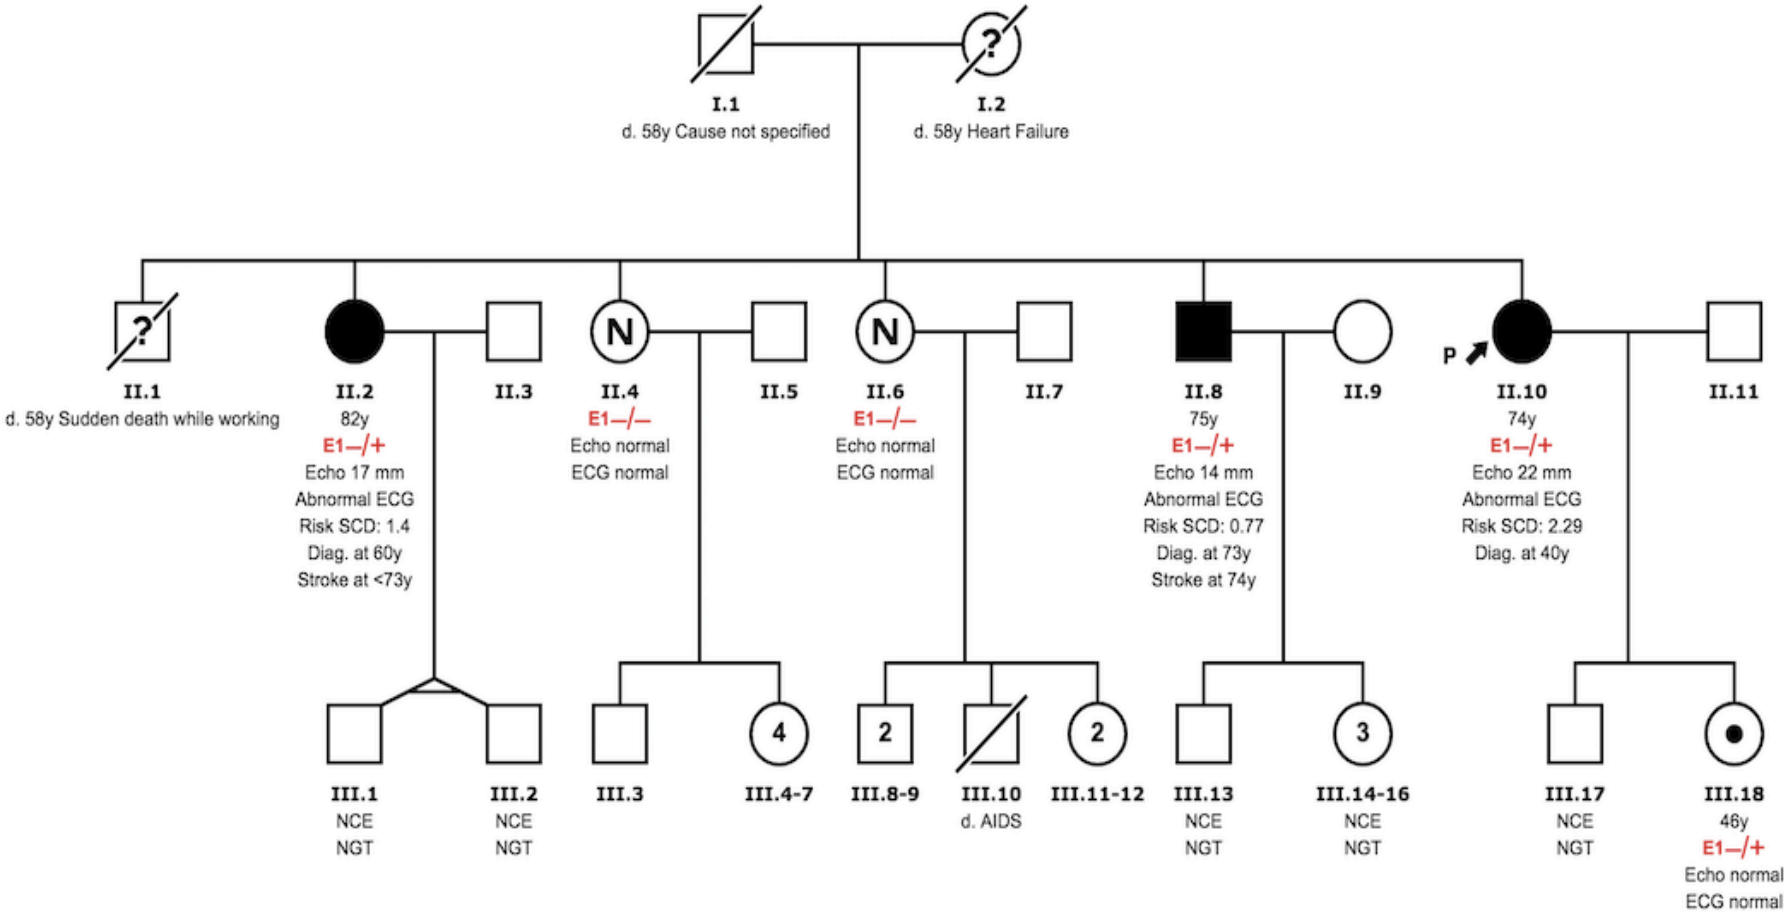 ?
I.1
d. 58y Cause not specified
I.2
d. 58y Heart Failure
?
N
N
P
II.1
d. 58y Sudden death while working
II.2
82y
E1—/+
Echo 17 mm
Abnormal ECG
Risk SCD: 1.4
Diag. at 60y
Stroke at <73y
II.3
II.4
E1—/—
Echo normal
ECG normal
II.5
II.6
E1—/—
Echo normal
ECG normal
II.7
II.8
75y
E1—/+
Echo 14 mm
Abnormal ECG
Risk SCD: 0.77
Diag. at 73y
Stroke at 74y
II.9
II.10
74y
E1—/+
Echo 22 mm
Abnormal ECG
Risk SCD: 2.29
Diag. at 40y
II.11
4
2
2
3
III.1
NCE
NGT
III.2
NCE
NGT
III.3
III.4-7
III.8-9
III.10
d. AIDS
III.11-12
III.13
NCE
NGT
III.14-16
NCE
NGT
III.17
NCE
NGT
III.18
46y
E1—/+
Echo normal
ECG normal